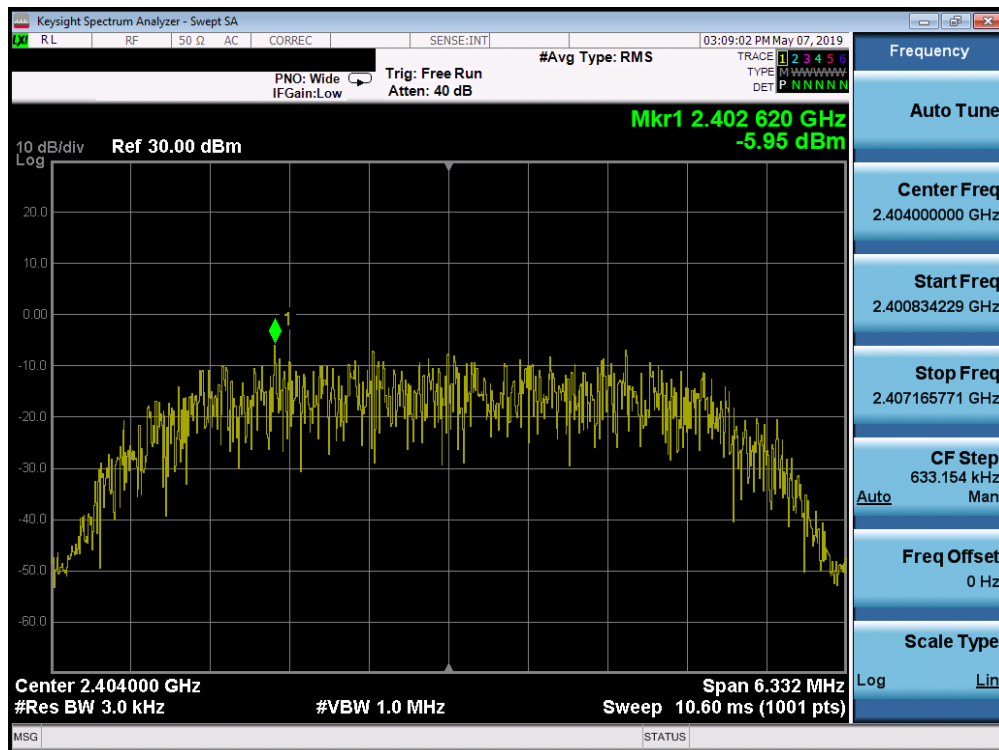 Keysight Spectrum Analyzer - Swept SA
LXI RL RF 50 Ω AC CORREC SENSE:INT 03:09:02 PM May 07, 2019
#Avg Type: RMS TRACE 1 2 3 4 5 6
PNO: Wide Trig: Free Run TYPE M WWWWW
IFGain:Low Atten: 40 dB DET P N N N N N
Mkr1 2.402 620 GHz
-5.95 dBm
10 dB/div Ref 30.00 dBm
Log
20.0
10.0
0.00
-10.0
-20.0
-30.0
-40.0
-50.0
-60.0
1
Center 2.404000 GHz Span 6.332 MHz
#Res BW 3.0 kHz #VBW 1.0 MHz Sweep 10.60 ms (1001 pts)
MSG STATUS
Frequency
Auto Tune
Center Freq
2.404000000 GHz
Start Freq
2.400834229 GHz
Stop Freq
2.407165771 GHz
CF Step
633.154 kHz
Auto Man
Freq Offset
0 Hz
Scale Type
Log Lin